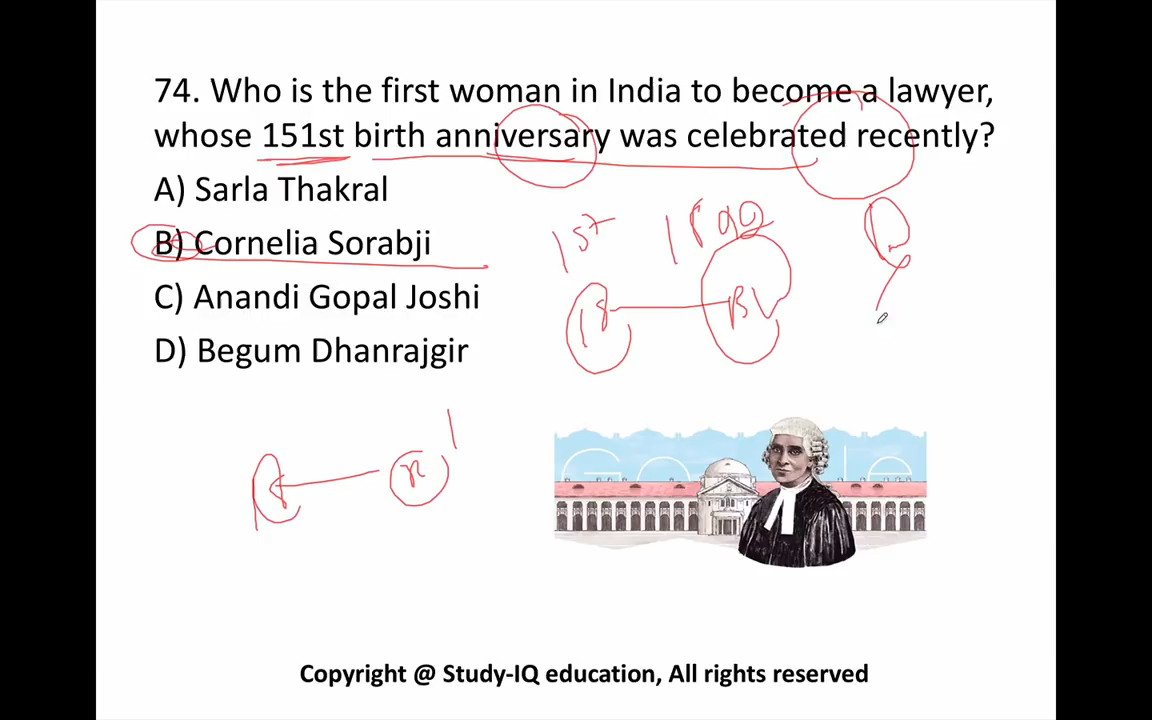 74. Who is the first woman in India to become a lawyer,
whose 151st birth anniversary was celebrated recently?
A) Sarla Thakral
B) Cornelia Sorabji
1st
C) Anandi Gopal Joshi
D) Begum Dhanrajgir
Google
Copyright @ Study-IQ education, All rights reserved